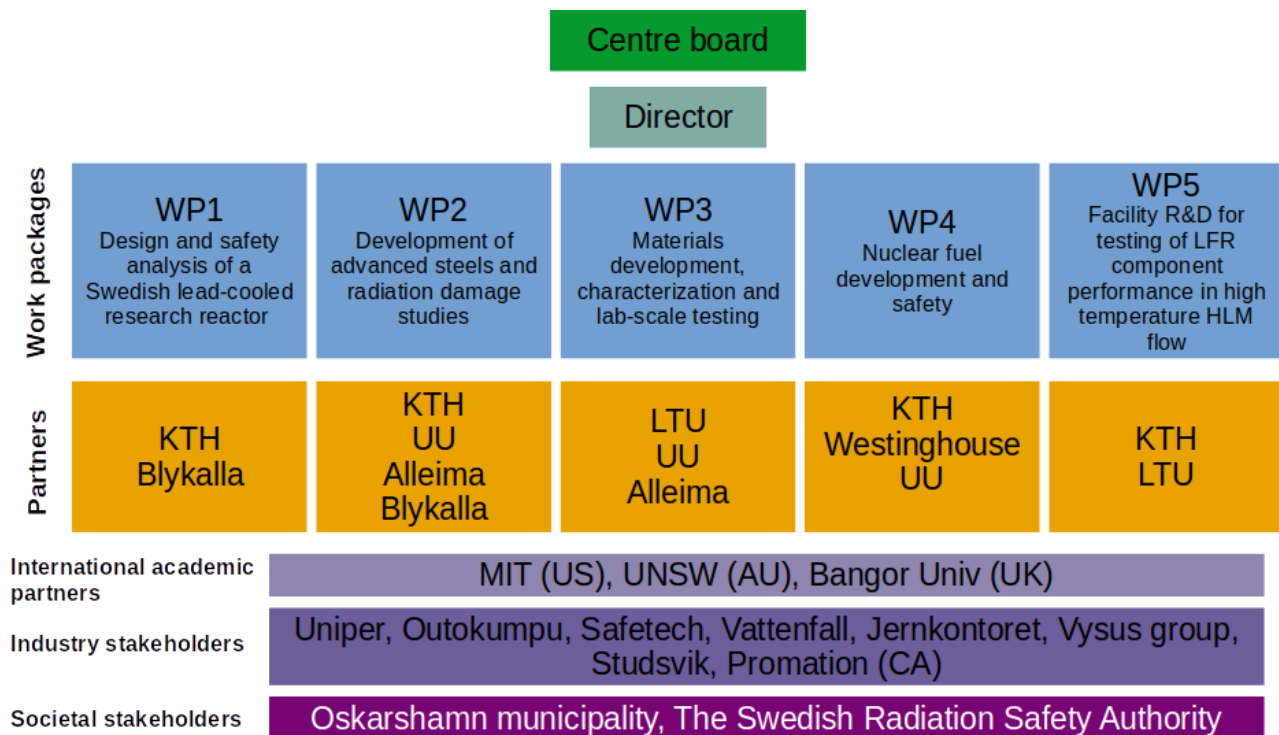 Centre board
Director
Work packages
WP1
Design and safety
analysis of a
Swedish lead-cooled
research reactor
WP2
Development of
advanced steels and
radiation damage
studies
WP3
Materials
development,
characterization and
lab-scale testing
WP4
Nuclear fuel
development and
safety
WP5
Facility R&D for
testing of LFR
component
performance in high
temperature HLM
flow
Partners
KTH
Blykalla
KTH
UU
Alleima
Blykalla
LTU
UU
Alleima
KTH
Westinghouse
UU
KTH
LTU
International academic
partners
MIT (US), UNSW (AU), Bangor Univ (UK)
Industry stakeholders
Uniper, Outokumpu, Safetech, Vattenfall, Jernkontoret, Vysus group,
Studsvik, Promation (CA)
Societal stakeholders
Oskarshamn municipality, The Swedish Radiation Safety Authority